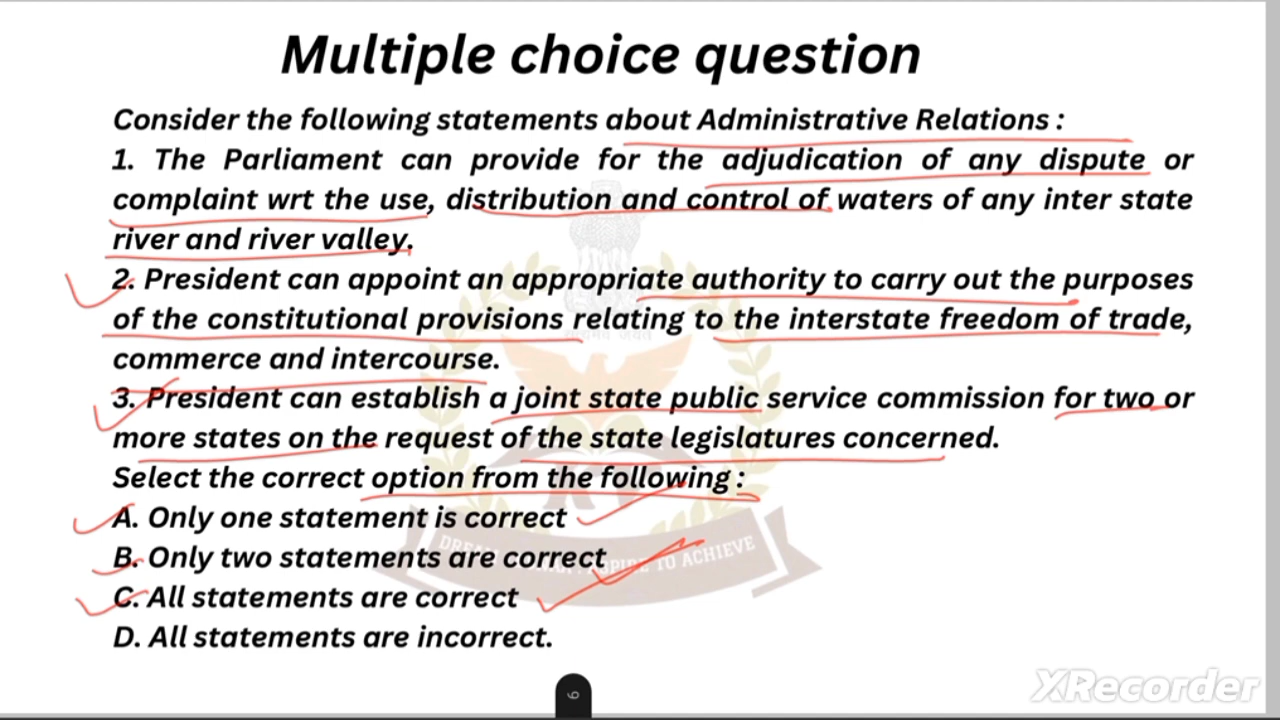 Multiple choice question
Consider the following statements about Administrative Relations :
1. The Parliament can provide for the adjudication of any dispute or
complaint wrt the use, distribution and control of waters of any inter state
river and river valley.
2. President can appoint an appropriate authority to carry out the purposes
of the constitutional provisions relating to the interstate freedom of trade,
commerce and intercourse.
3. President can establish a joint state public service commission for two or
more states on the request of the state legislatures concerned.
Select the correct option from the following :
A. Only one statement is correct
B. Only two statements are correct
C. All statements are correct
D. All statements are incorrect.
DREAM
ASPIRE TO ACHIEVE
6
XRecorder